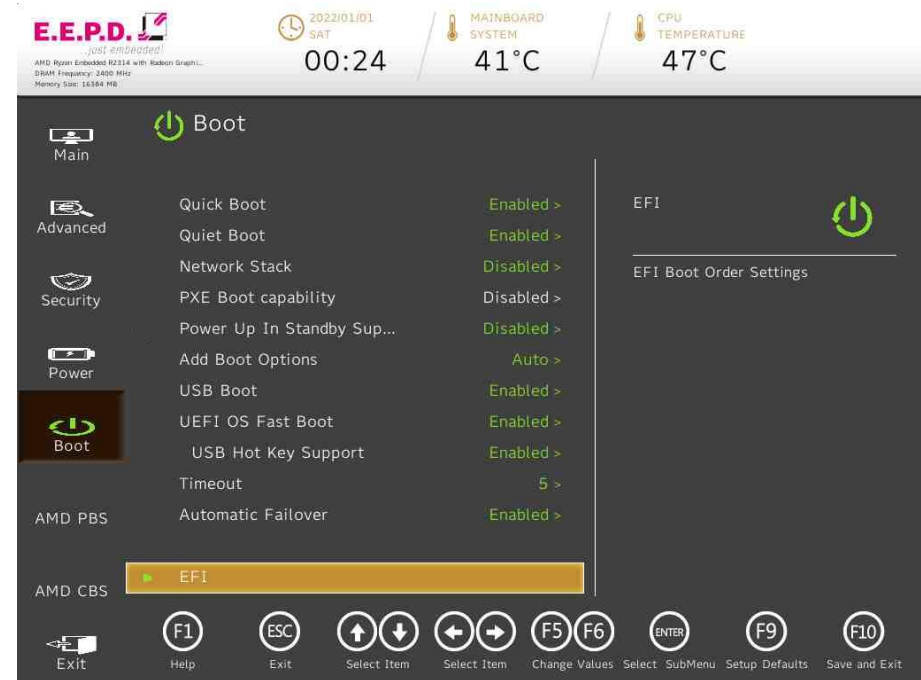 E.E.P.D.
...just embedded!
AMD Ryzen Embedded R2314 with Radeon Graphi...
DRAM Frequency: 2400 MHz
Memory Size: 16384 MB
2022/01/01
SAT
00:24
MAINBOARD
SYSTEM
41°C
CPU
TEMPERATURE
47°C
Main
Advanced
Security
Power
Boot
AMD PBS
AMD CBS
Exit
Boot
Quick Boot Enabled >
Quiet Boot Enabled >
Network Stack Disabled >
PXE Boot capability Disabled >
Power Up In Standby Sup... Disabled >
Add Boot Options Auto >
USB Boot Enabled >
UEFI OS Fast Boot Enabled >
USB Hot Key Support Enabled >
Timeout 5 >
Automatic Failover Enabled >
EFI
EFI
EFI Boot Order Settings
F1
Help
ESC
Exit
Select Item
Select Item
F5 F6
Change Values
ENTER
Select SubMenu
F9
Setup Defaults
F10
Save and Exit